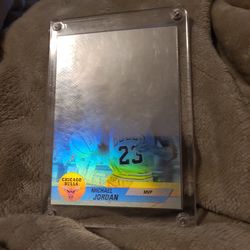 23
CHICAGO
BULLS
MICHAEL
JORDAN
MVP